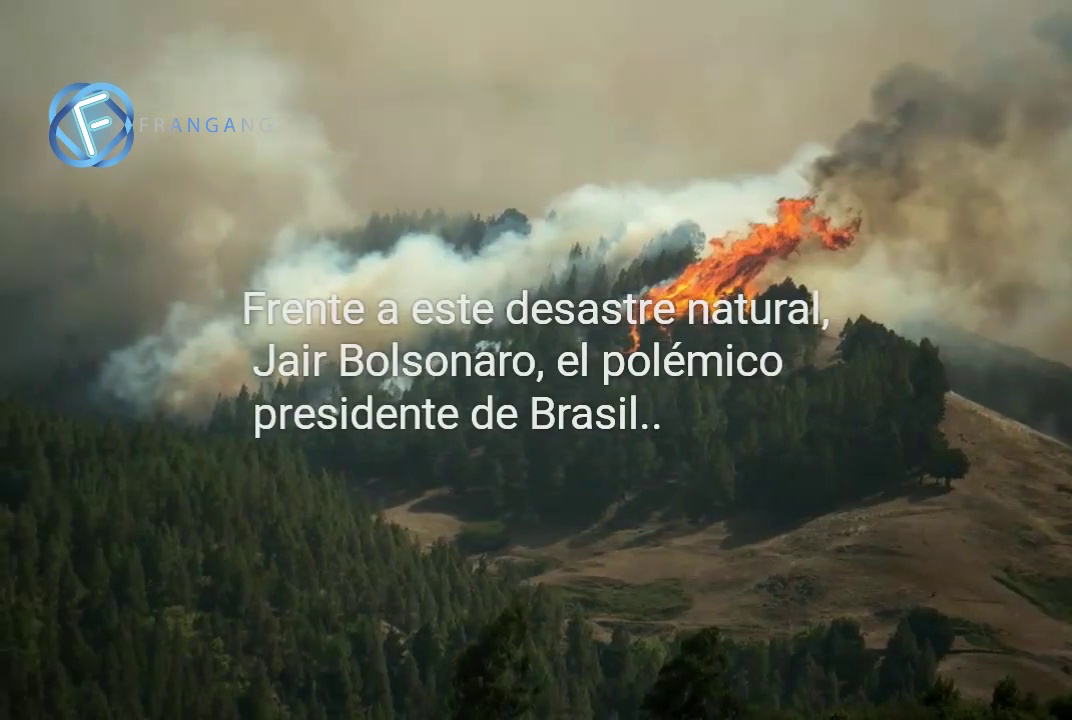 FRANGANG
Frente a este desastre natural,
Jair Bolsonaro, el polémico
presidente de Brasil..